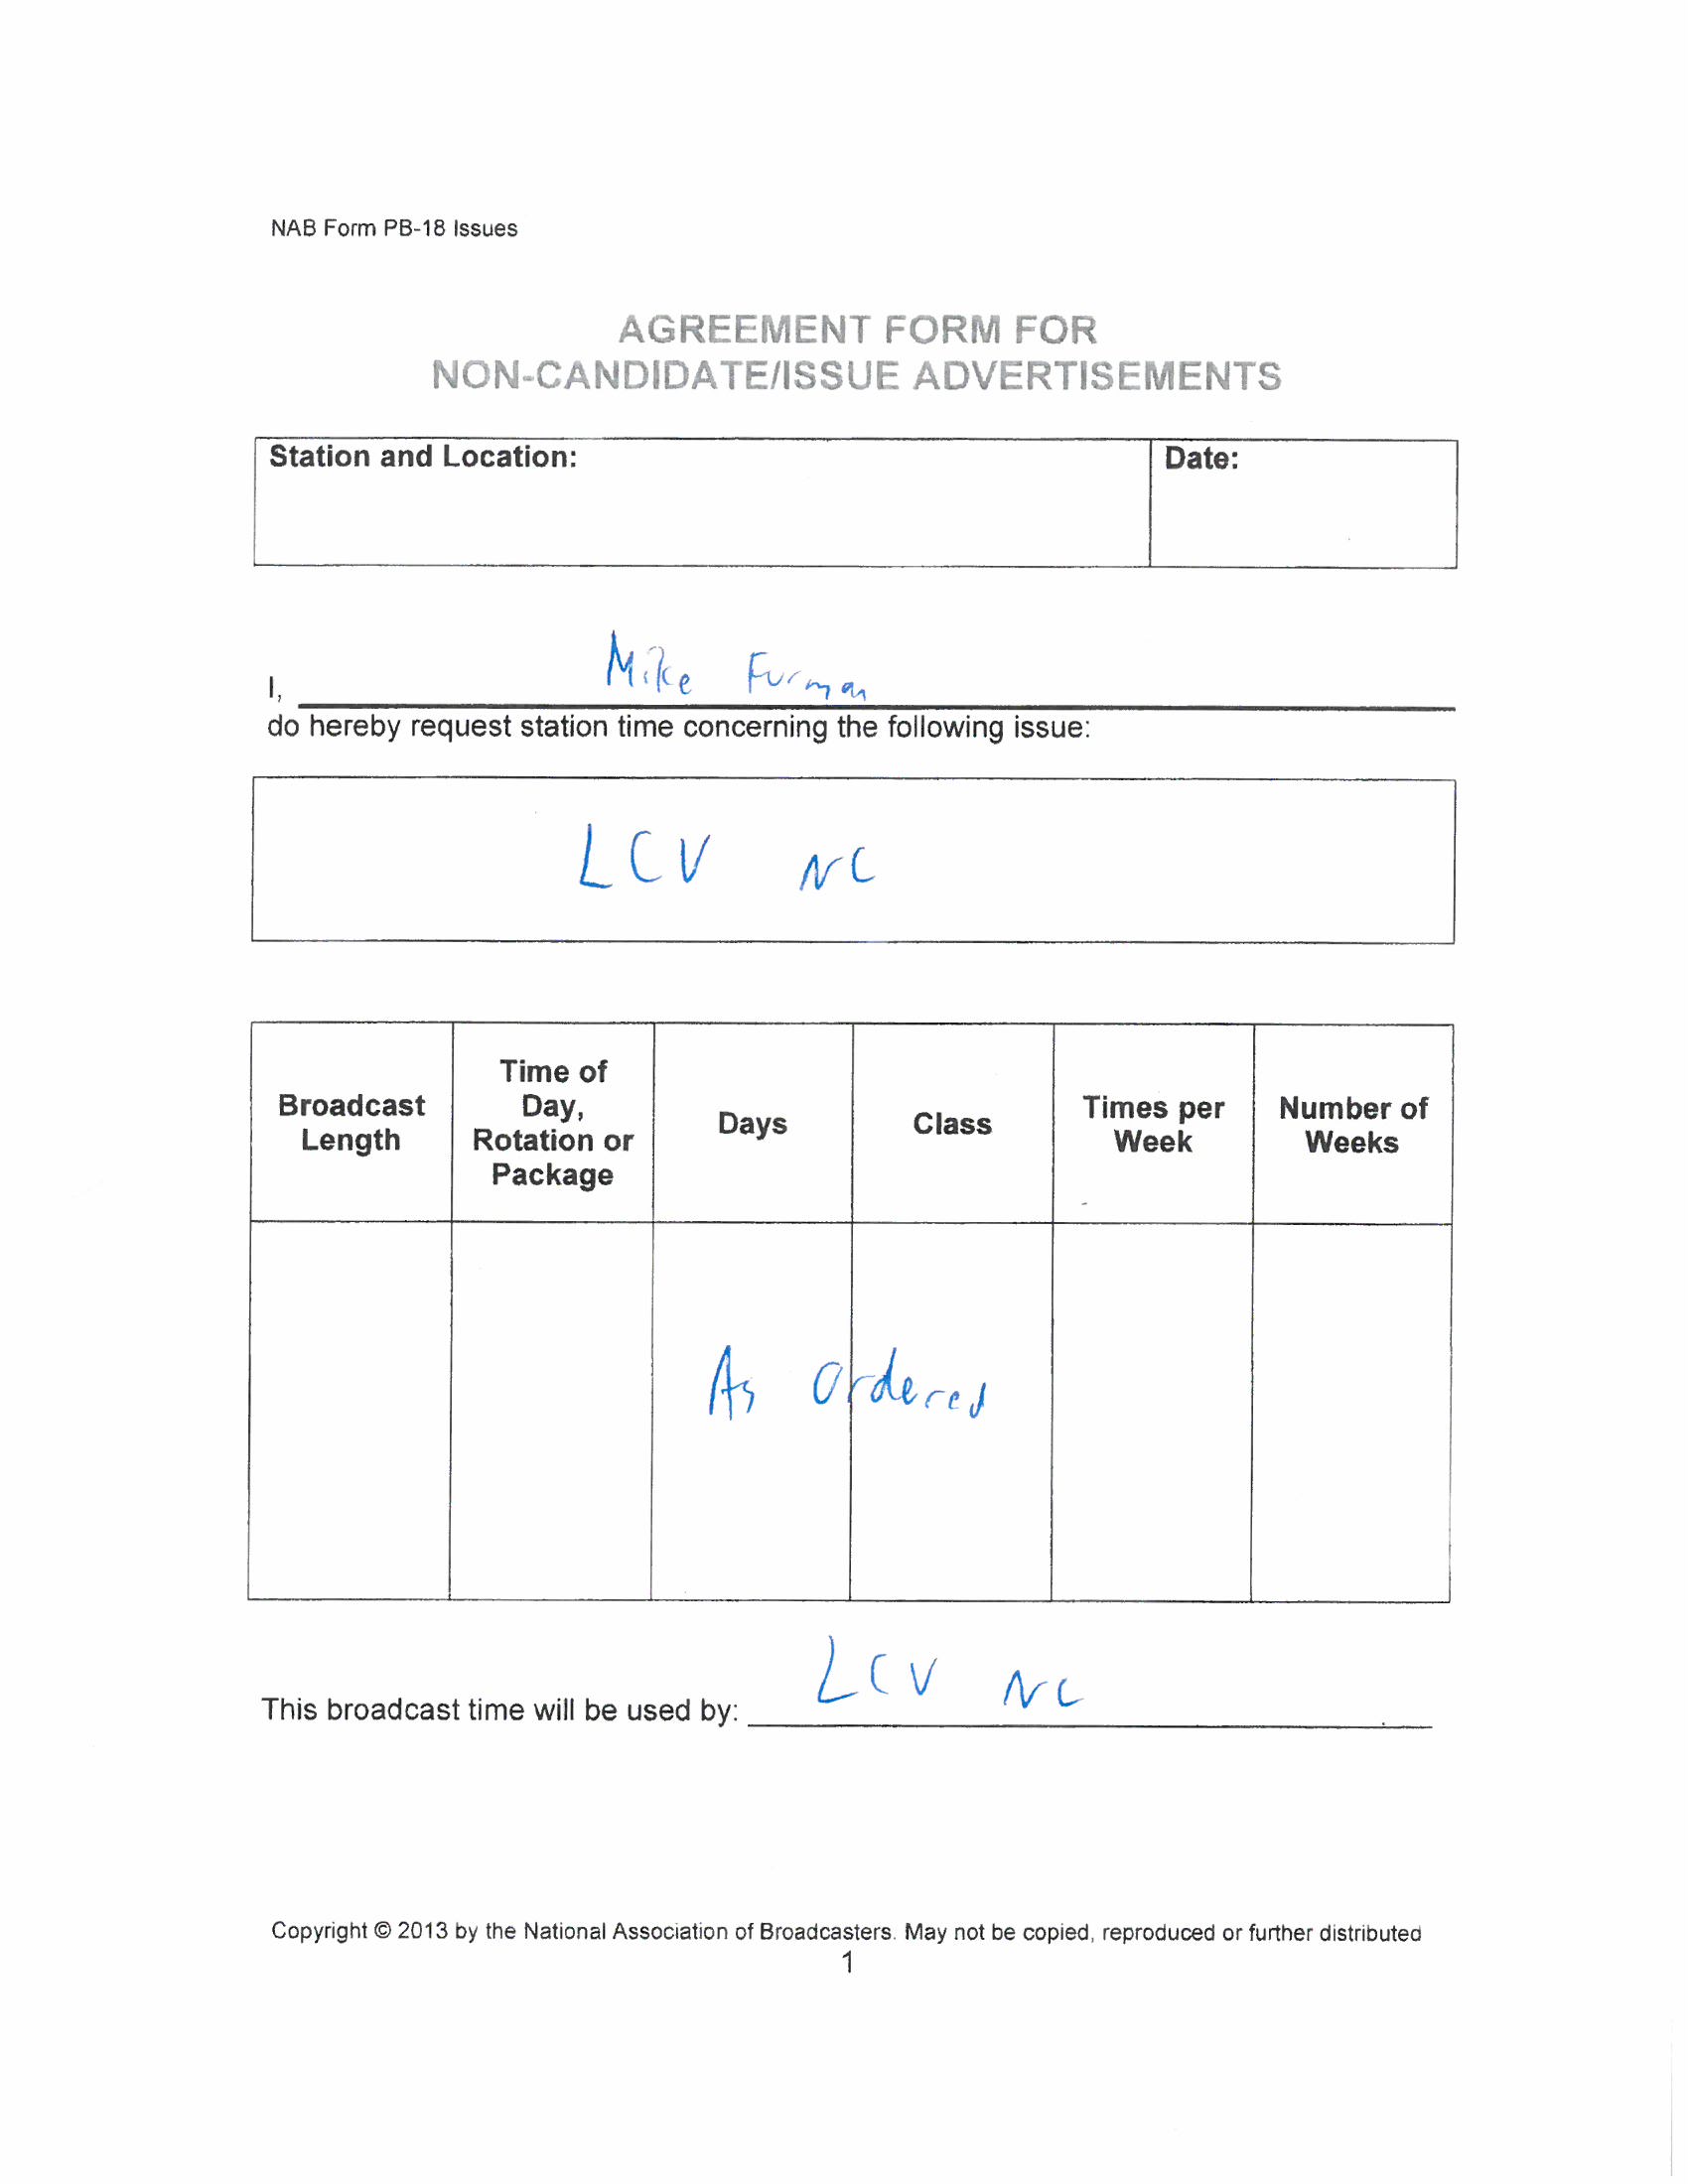 NAB Form PB-18 Issues
AGREEMENT FORM FOR
NON-CANDIDATE/ISSUE ADVERTISEMENTS
Station and Location:
Date:
I, Mike Furman
do hereby request station time concerning the following issue:
LCV NC
Broadcast
Length
Time of
Day,
Rotation or
Package
Days
Class
Times per
Week
Number of
Weeks
As Ordered
This broadcast time will be used by: LCV NC
Copyright © 2013 by the National Association of Broadcasters. May not be copied, reproduced or further distributed
1